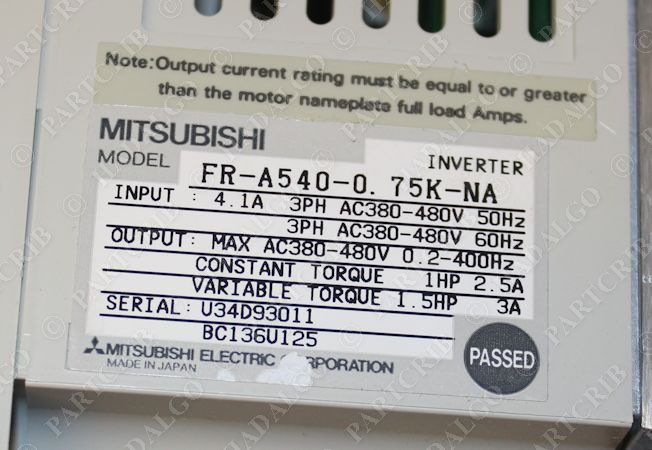 Note:Output current rating must be equal to or greater
than the motor nameplate full load Amps.
MITSUBISHI
INVERTER
MODEL FR-A540-0.75K-NA
INPUT : 4.1A 3PH AC380-480V 50Hz
3PH AC380-480V 60Hz
OUTPUT: MAX AC380-480V 0.2-400Hz
CONSTANT TORQUE 1HP 2.5A
VARIABLE TORQUE 1.5HP 3A
SERIAL: U34D93011
BC136U125
PASSED
MITSUBISHI ELECTRIC CORPORATION
MADE IN JAPAN
© PARTCRIB
© HADALGO